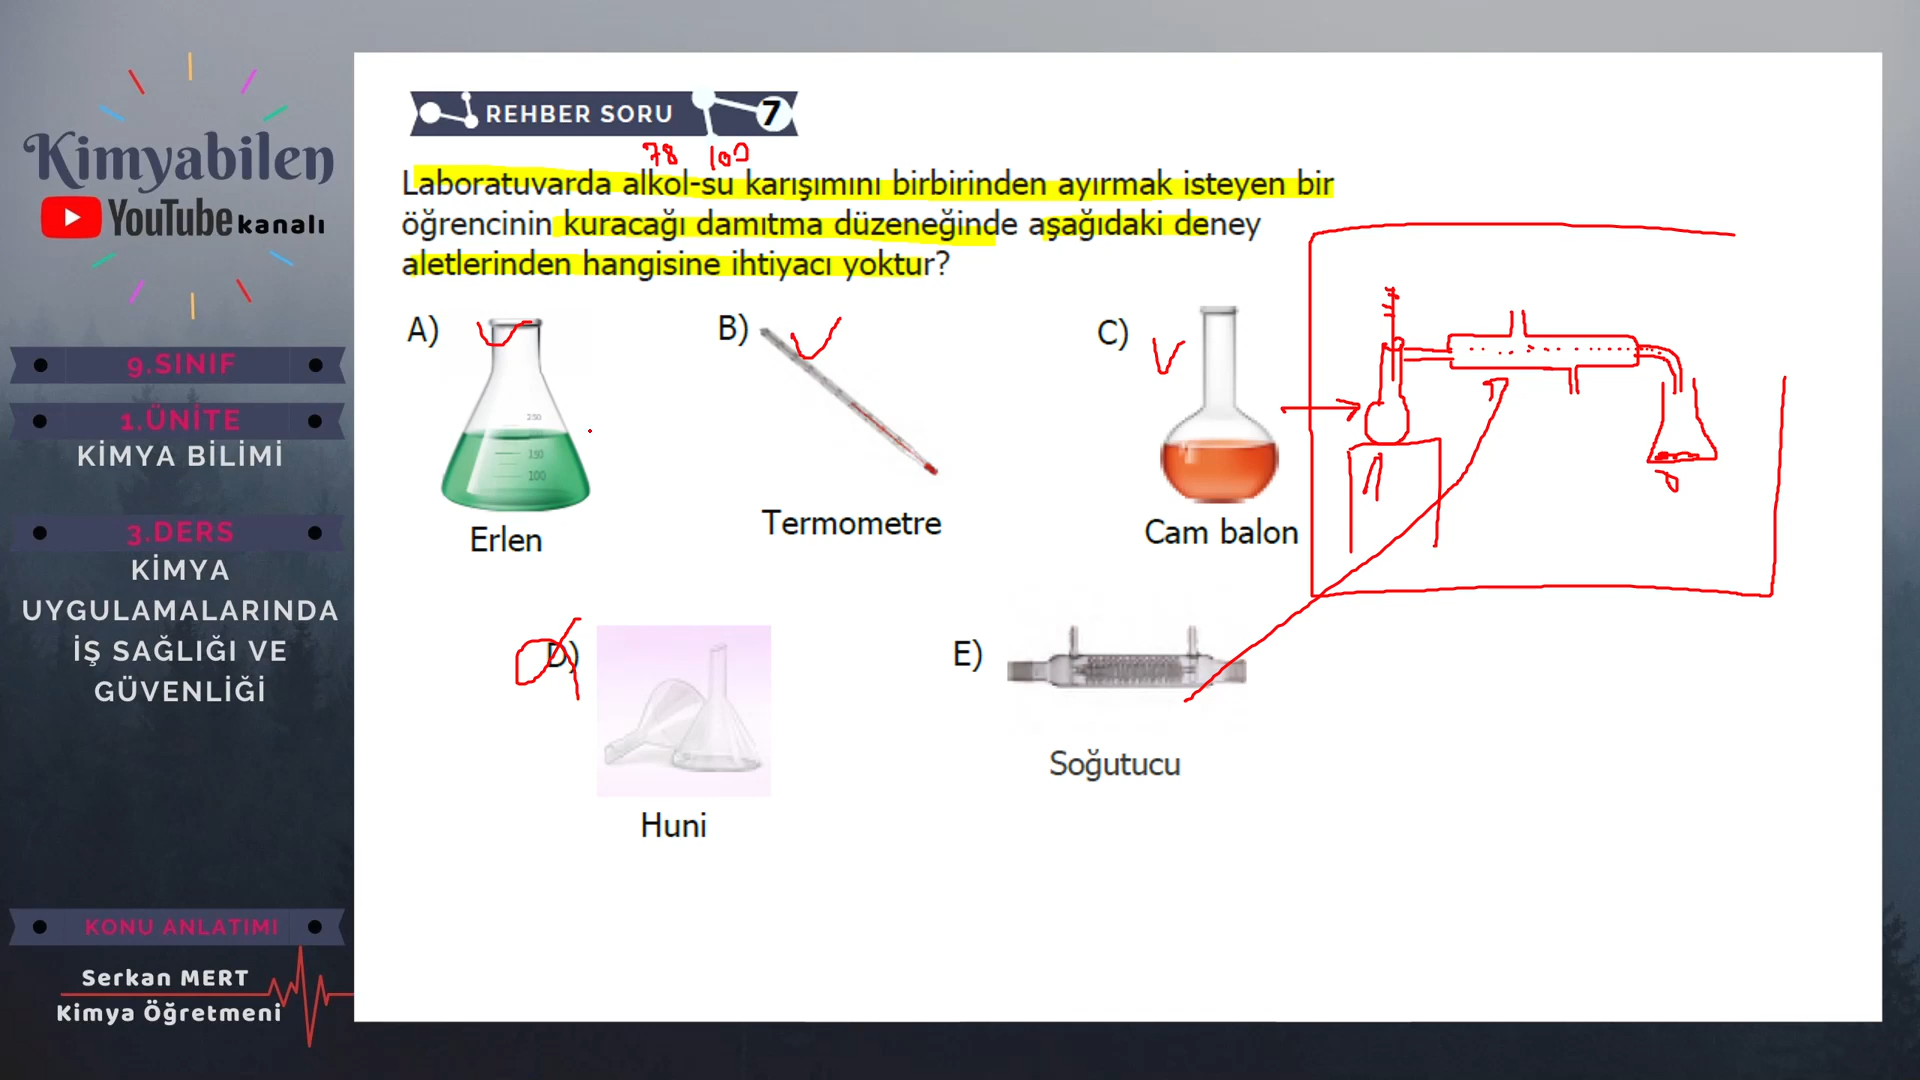 Kimyabilen
YouTube kanalı
9.SINIF
1.ÜNİTE
KİMYA BİLİMİ
3.DERS
KİMYA
UYGULAMALARINDA
İŞ SAĞLIĞI VE
GÜVENLİĞİ
KONU ANLATIMI
Serkan MERT
Kimya Öğretmeni
REHBER SORU 7
78 100
Laboratuvarda alkol-su karışımını birbirinden ayırmak isteyen bir
öğrencinin kuracağı damıtma düzeneğinde aşağıdaki deney
aletlerinden hangisine ihtiyacı yoktur?
A)
250
150
100
Erlen
B)
Termometre
C)
Cam balon
D)
Huni
E)
Soğutucu